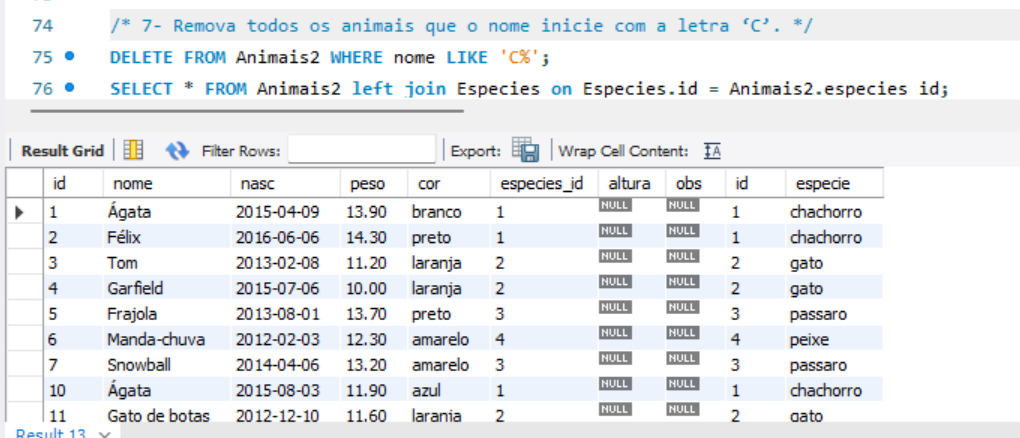 74 /* 7- Remova todos os animais que o nome inicie com a letra ‘C’. */
75 DELETE FROM Animais2 WHERE nome LIKE 'C%';
76 SELECT * FROM Animais2 left join Especies on Especies.id = Animais2.especies_id;
Result Grid Filter Rows: Export: Wrap Cell Content: IA
id nome nasc peso cor especies_id altura obs id especie
1 Ágata 2015-04-09 13.90 branco 1 NULL NULL 1 chachorro
2 Félix 2016-06-06 14.30 preto 1 NULL NULL 1 chachorro
3 Tom 2013-02-08 11.20 laranja 2 NULL NULL 2 gato
4 Garfield 2015-07-06 10.00 laranja 2 NULL NULL 2 gato
5 Frajola 2013-08-01 13.70 preto 3 NULL NULL 3 passaro
6 Manda-chuva 2012-02-03 12.30 amarelo 4 NULL NULL 4 peixe
7 Snowball 2014-04-06 13.20 amarelo 3 NULL NULL 3 passaro
10 Ágata 2015-08-03 11.90 azul 1 NULL NULL 1 chachorro
11 Gato de botas 2012-12-10 11.60 laranja 2 NULL NULL 2 gato
Result 13